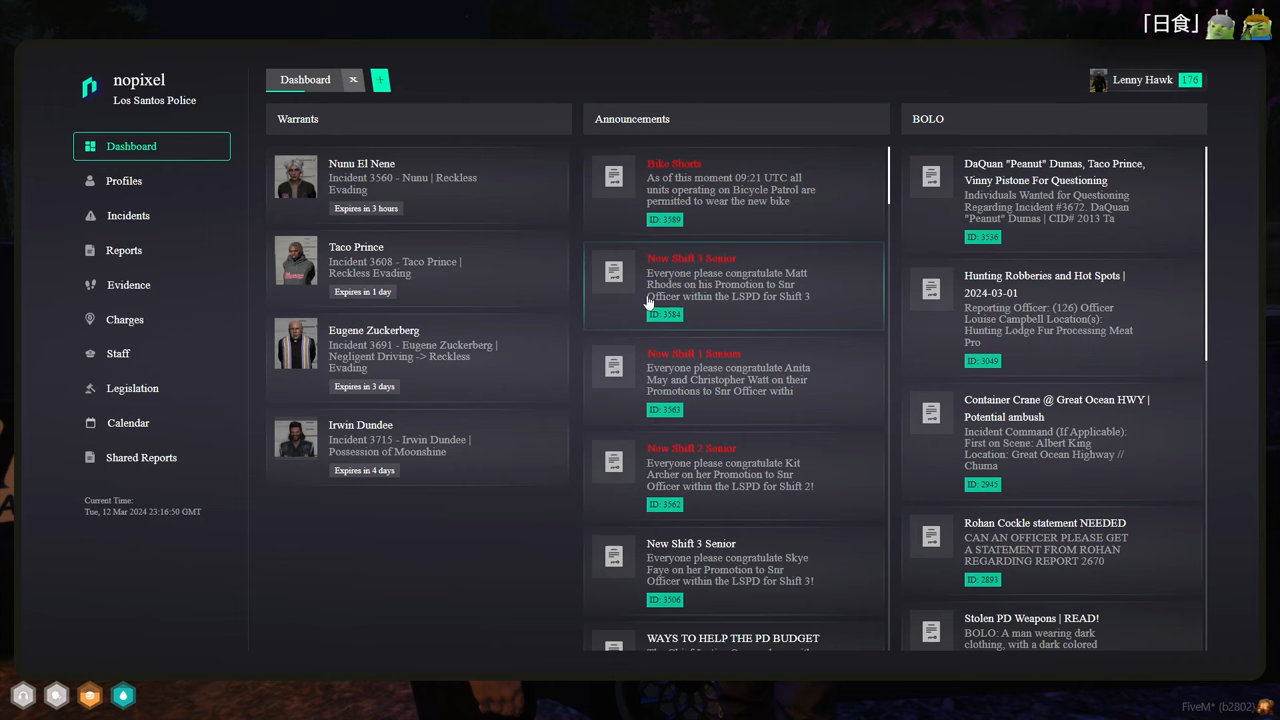 「日食」
nopixel
Los Santos Police
Dashboard
Profiles
Incidents
Reports
Evidence
Charges
Staff
Legislation
Calendar
Shared Reports
Current Time:
Tue, 12 Mar 2024 23:16:50 GMT
Dashboard
x
+
Lenny Hawk 176
Warrants
Nunu El Nene
Incident 3560 - Nunu | Reckless
Evading
Expires in 3 hours
Taco Prince
Incident 3608 - Taco Prince |
Reckless Evading
Expires in 1 day
Eugene Zuckerberg
Incident 3691 - Eugene Zuckerberg |
Negligent Driving -> Reckless
Evading
Expires in 3 days
Irwin Dundee
Incident 3715 - Irwin Dundee |
Possession of Moonshine
Expires in 4 days
Announcements
Bike Shorts
As of this moment 09:21 UTC all
units operating on Bicycle Patrol are
permitted to wear the new bike
ID: 3589
New Shift 3 Senior
Everyone please congratulate Matt
Rhodes on his Promotion to Snr
Officer within the LSPD for Shift 3
ID: 3584
New Shift 1 Seniors
Everyone please congratulate Anita
May and Christopher Watt on their
Promotions to Snr Officer withi
ID: 3563
New Shift 2 Senior
Everyone please congratulate Kit
Archer on her Promotion to Snr
Officer within the LSPD for Shift 2!
ID: 3562
New Shift 3 Senior
Everyone please congratulate Skye
Faye on her Promotion to Snr
Officer within the LSPD for Shift 3!
ID: 3506
WAYS TO HELP THE PD BUDGET
BOLO
DaQuan "Peanut" Dumas, Taco Prince,
Vinny Pistone For Questioning
Individuals Wanted for Questioning
Regarding Incident #3672. DaQuan
"Peanut" Dumas | CID# 2013 Ta
ID: 3536
Hunting Robberies and Hot Spots |
2024-03-01
Reporting Officer: (126) Officer
Louise Campbell Location(s):
Hunting Lodge Fur Processing Meat
Pro
ID: 3049
Container Crane @ Great Ocean HWY |
Potential ambush
Incident Command (If Applicable):
First on Scene: Albert King
Location: Great Ocean Highway //
Chuma
ID: 2945
Rohan Cockle statement NEEDED
CAN AN OFFICER PLEASE GET
A STATEMENT FROM ROHAN
REGARDING REPORT 2670
ID: 2893
Stolen PD Weapons | READ!
BOLO: A man wearing dark
clothing, with a dark colored
FiveM* (b2802)